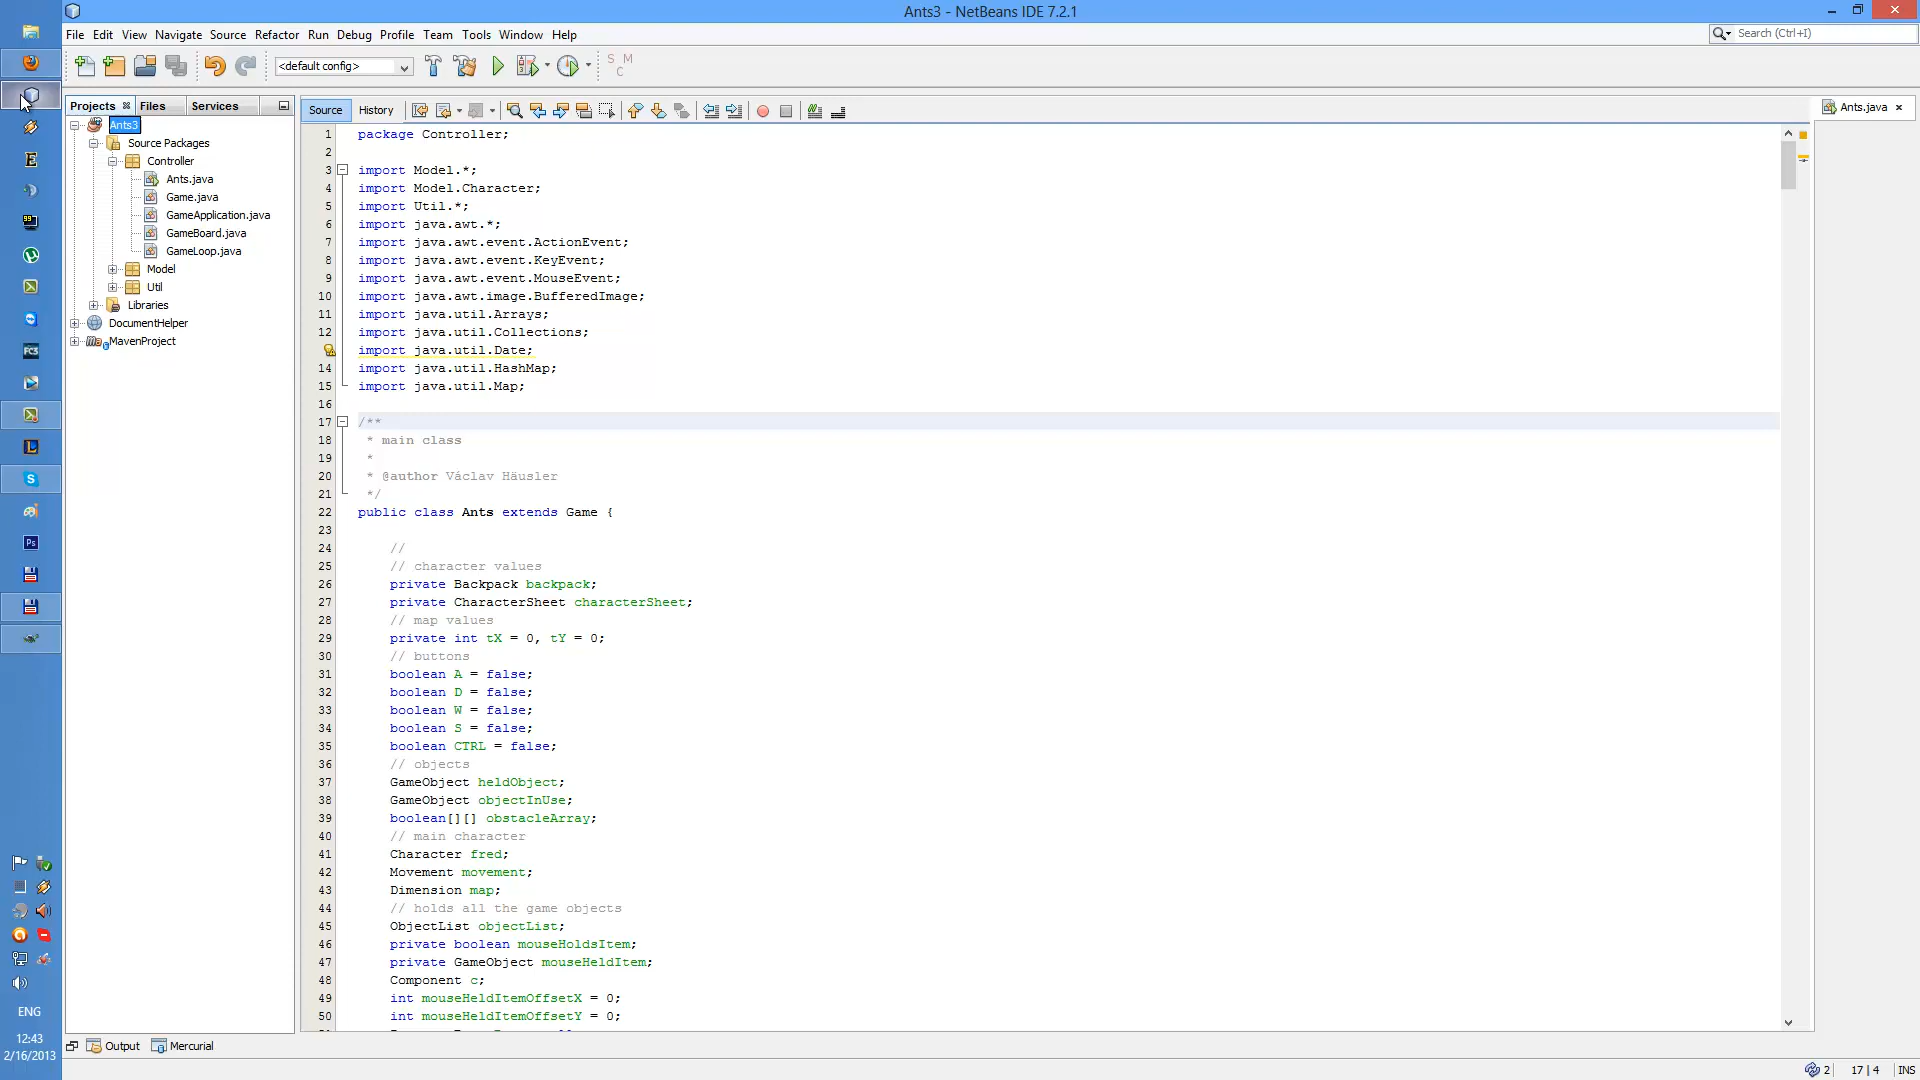 Ants3 - NetBeans IDE 7.2.1
File Edit View Navigate Source Refactor Run Debug Profile Team Tools Window Help
Search (Ctrl+I)
<default config>
S M
C
Projects Files Services
Source History
Ants.java
Ants3
Source Packages
Controller
Ants.java
Game.java
GameApplication.java
GameBoard.java
GameLoop.java
Model
Util
Libraries
DocumentHelper
MavenProject
1 package Controller;
2
3 import Model.*;
4 import Model.Character;
5 import Util.*;
6 import java.awt.*;
7 import java.awt.event.ActionEvent;
8 import java.awt.event.KeyEvent;
9 import java.awt.event.MouseEvent;
10 import java.awt.image.BufferedImage;
11 import java.util.Arrays;
12 import java.util.Collections;
import java.util.Date;
14 import java.util.HashMap;
15 import java.util.Map;
16
17 /**
18 * main class
19 *
20 * @author Václav Häusler
21 */
22 public class Ants extends Game {
23
24 //
25 // character values
26 private Backpack backpack;
27 private CharacterSheet characterSheet;
28 // map values
29 private int tX = 0, tY = 0;
30 // buttons
31 boolean A = false;
32 boolean D = false;
33 boolean W = false;
34 boolean S = false;
35 boolean CTRL = false;
36 // objects
37 GameObject heldObject;
38 GameObject objectInUse;
39 boolean[][] obstacleArray;
40 // main character
41 Character fred;
42 Movement movement;
43 Dimension map;
44 // holds all the game objects
45 ObjectList objectList;
46 private boolean mouseHoldsItem;
47 private GameObject mouseHeldItem;
48 Component c;
49 int mouseHeldItemOffsetX = 0;
50 int mouseHeldItemOffsetY = 0;
E
FC3
L
S
Ps
ENG
12:43
2/16/2013
Output Mercurial
2 17 | 4 INS